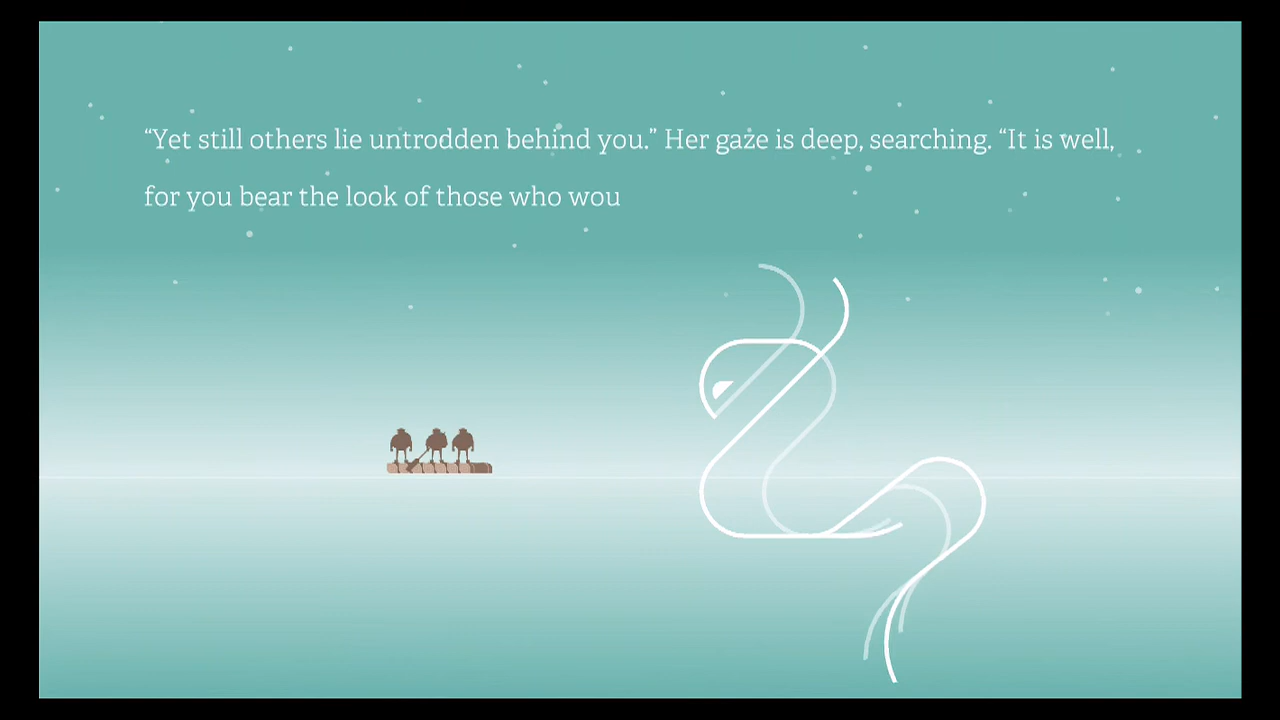 “Yet still others lie untrodden behind you.” Her gaze is deep, searching. “It is well,
for you bear the look of those who wou